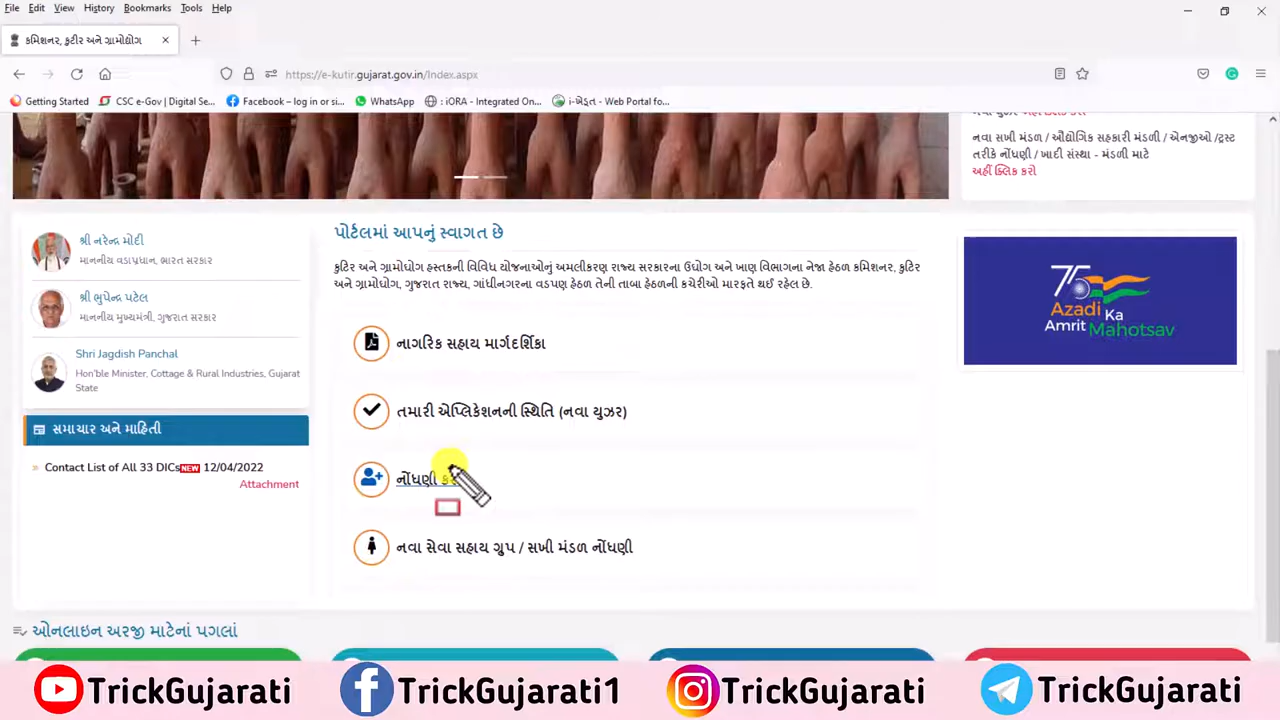 File Edit View History Bookmarks Tools Help
કમિશનર, કુટીર અને ગ્રામોદ્યોગ
https://e-kutir.gujarat.gov.in/Index.aspx
Getting Started CSC e-Gov | Digital Se... Facebook – log in or si... WhatsApp : iORA - Integrated On... i-ખેડૂત - Web Portal fo...
નવા સખી મંડળ / ઔદ્યોગિક સહકારી મંડળી / એનજીઓ /ટ્રસ્ટ
તરીકે નોંધણી / ખાદી સંસ્થા - મંડળી માટે
અહીં ક્લિક કરો
શ્રી નરેન્દ્ર મોદી
માનનીય વડાપ્રધાન, ભારત સરકાર
શ્રી ભુપેન્દ્ર પટેલ
માનનીય મુખ્યમંત્રી, ગુજરાત સરકાર
Shri Jagdish Panchal
Hon'ble Minister, Cottage & Rural Industries, Gujarat
State
સમાચાર અને માહિતી
» Contact List of All 33 DICs NEW 12/04/2022
Attachment
પોર્ટલમાં આપનું સ્વાગત છે
કુટિર અને ગ્રામોઘોગ હસ્તકની વિવિધ યોજનાઓનું અમલીકરણ રાજ્ય સરકારના ઉઘોગ અને ખાણ વિભાગના નેજા હેઠળ કમિશનર, કુટિર
અને ગ્રામોઘોગ, ગુજરાત રાજ્ય, ગાંધીનગરના વડપણ હેઠળ તેની તાબા હેઠળની કચેરીઓ મારફતે થઈ રહેલ છે.
નાગરિક સહાય માર્ગદર્શિકા
તમારી એપ્લિકેશનની સ્થિતિ (નવા યુઝર)
નોંધણી
નવા સેવા સહાય ગ્રુપ / સખી મંડળ નોંધણી
75
Azadi Ka
Amrit Mahotsav
ઓનલાઇન અરજી માટેનાં પગલાં
TrickGujarati TrickGujarati1 TrickGujarati TrickGujarati